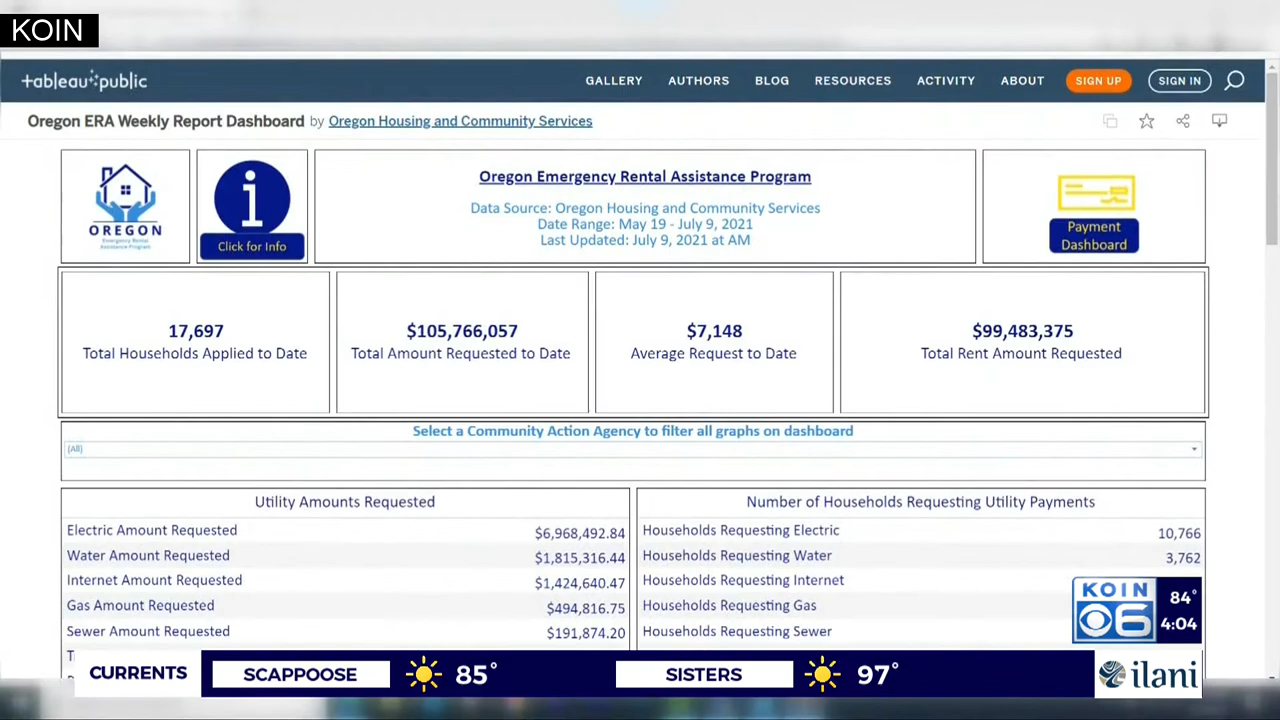 KOIN
+ableau public
GALLERY AUTHORS BLOG RESOURCES ACTIVITY ABOUT SIGN UP SIGN IN
Oregon ERA Weekly Report Dashboard by Oregon Housing and Community Services
OREGON
Emergency Rental
Assistance Program
i
Click for Info
Oregon Emergency Rental Assistance Program
Data Source: Oregon Housing and Community Services
Date Range: May 19 - July 9, 2021
Last Updated: July 9, 2021 at AM
Payment
Dashboard
17,697
Total Households Applied to Date
$105,766,057
Total Amount Requested to Date
$7,148
Average Request to Date
$99,483,375
Total Rent Amount Requested
Select a Community Action Agency to filter all graphs on dashboard
(All)
Utility Amounts Requested
Electric Amount Requested $6,968,492.84
Water Amount Requested $1,815,316.44
Internet Amount Requested $1,424,640.47
Gas Amount Requested $494,816.75
Sewer Amount Requested $191,874.20
Number of Households Requesting Utility Payments
Households Requesting Electric 10,766
Households Requesting Water 3,762
Households Requesting Internet
Households Requesting Gas
Households Requesting Sewer
KOIN
6
84°
4:04
CURRENTS SCAPPOOSE 85° SISTERS 97° ilani